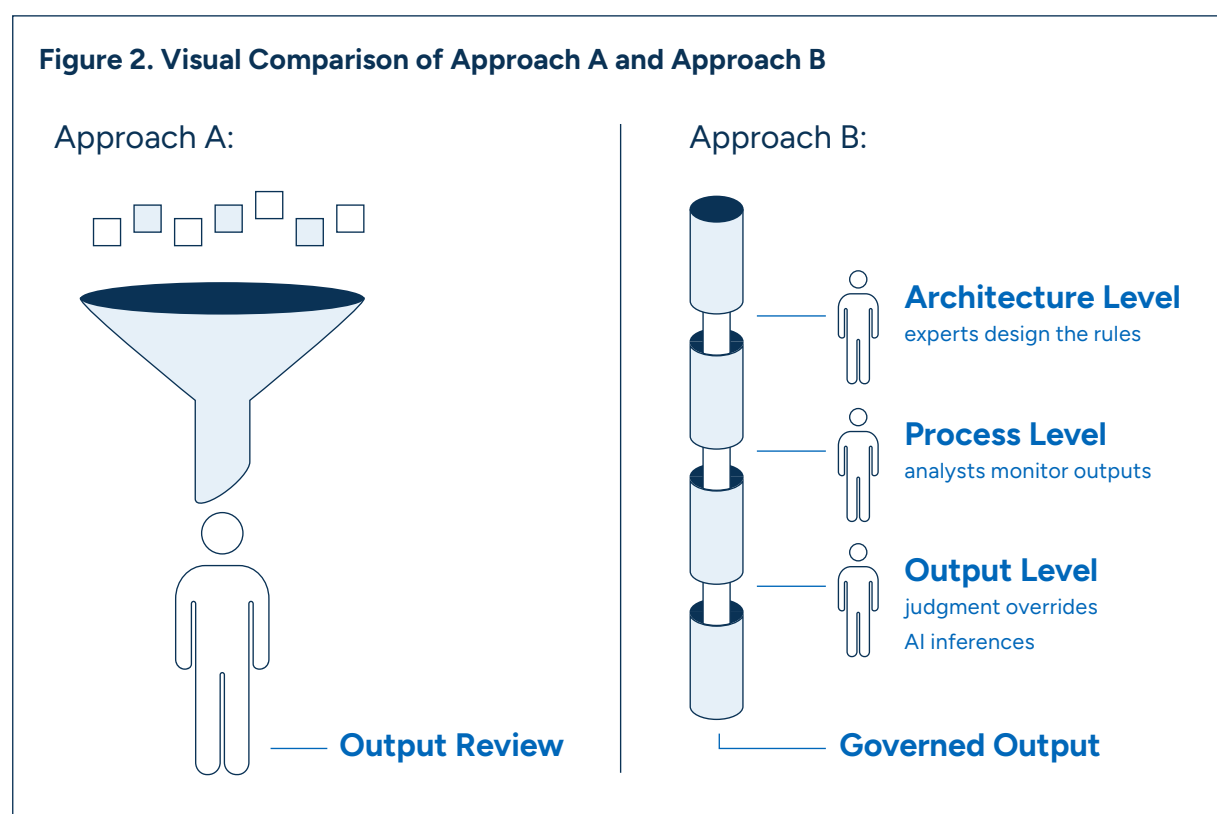 Figure 2. Visual Comparison of Approach A and Approach B
Approach A:
Output Review
Approach B:
Architecture Level
experts design the rules
Process Level
analysts monitor outputs
Output Level
judgment overrides
AI inferences
Governed Output